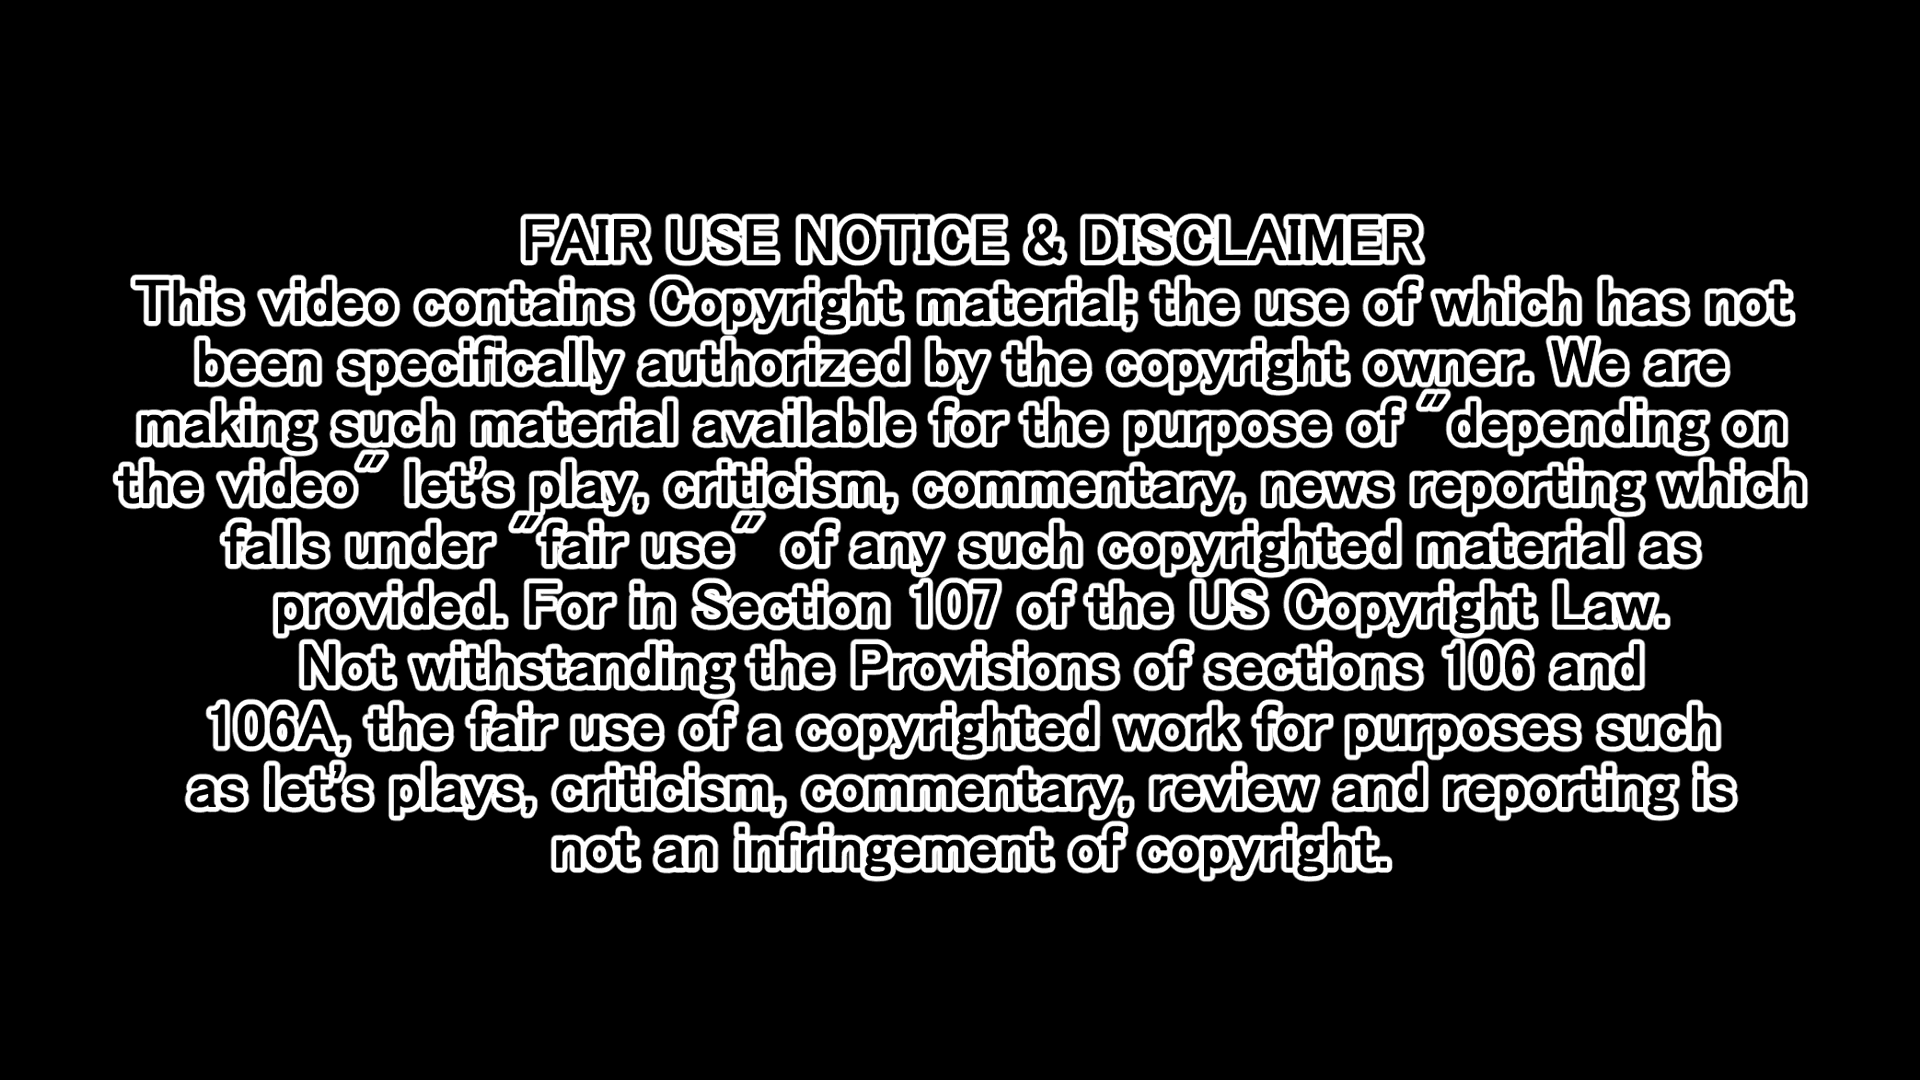 FAIR USE NOTICE & DISCLAIMER
This video contains Copyright material; the use of which has not
been specifically authorized by the copyright owner. We are
making such material available for the purpose of "depending on
the video" let's play, criticism, commentary, news reporting which
falls under "fair use" of any such copyrighted material as
provided. For in Section 107 of the US Copyright Law.
Not withstanding the Provisions of sections 106 and
106A, the fair use of a copyrighted work for purposes such
as let's plays, criticism, commentary, review and reporting is
not an infringement of copyright.